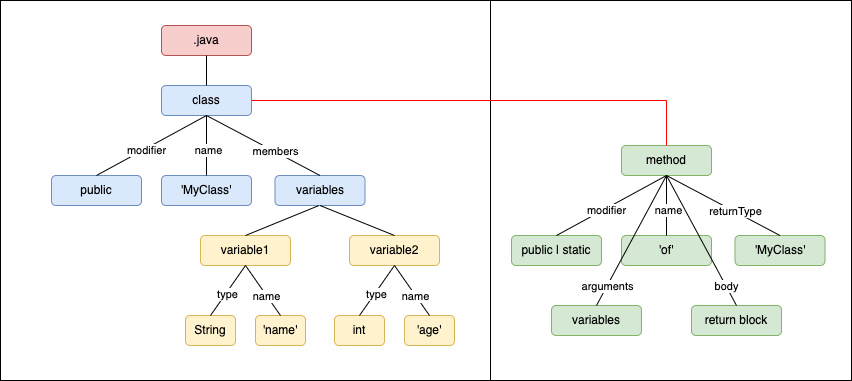 .java
class
modifier
name
members
public
'MyClass'
variables
variable1
variable2
type
name
type
name
String
'name'
int
'age'
method
modifier
name
returnType
public | static
'of'
'MyClass'
arguments
body
variables
return block